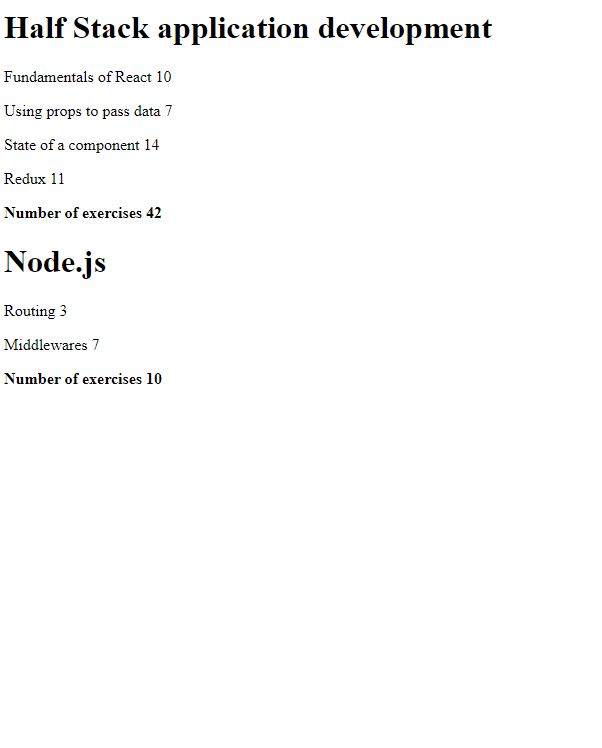 Half Stack application development
Fundamentals of React 10
Using props to pass data 7
State of a component 14
Redux 11
Number of exercises 42
Node.js
Routing 3
Middlewares 7
Number of exercises 10